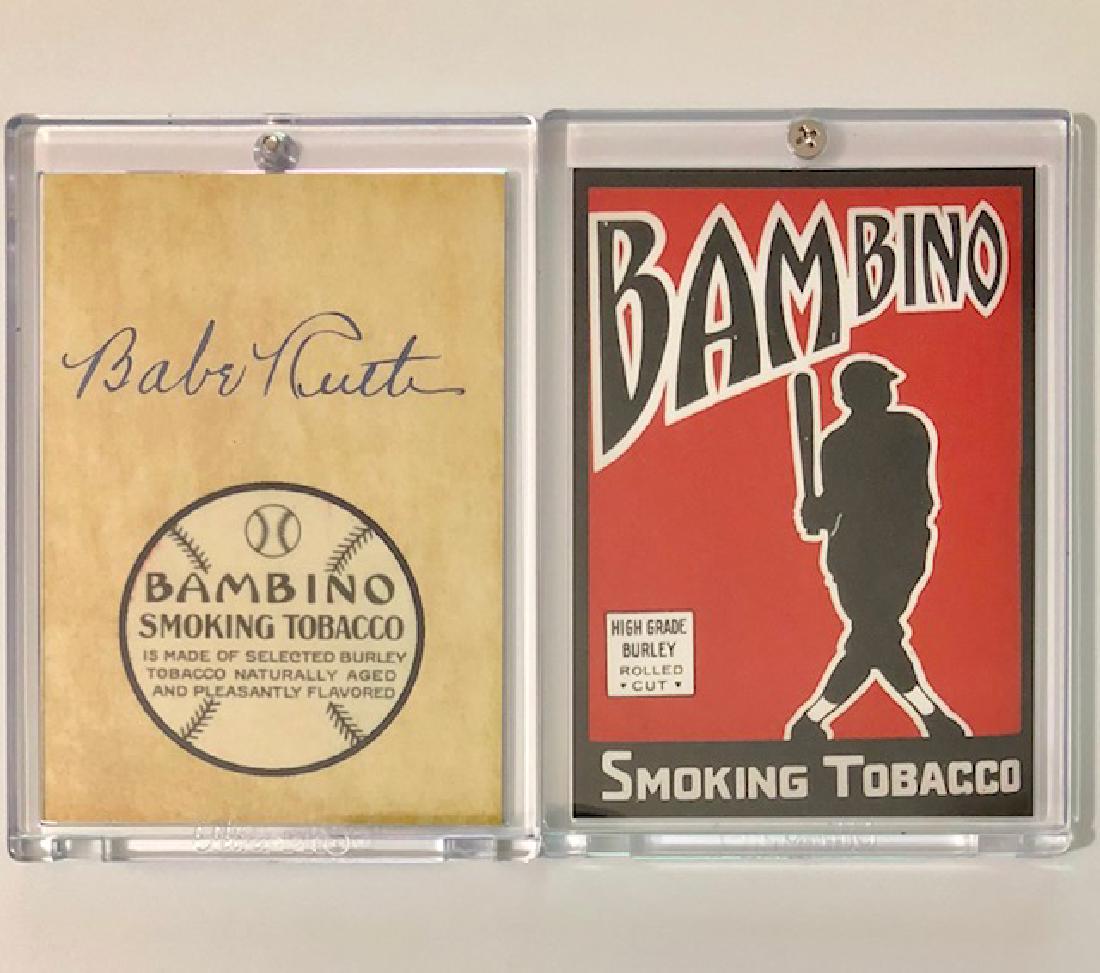 Babe Ruth
BAMBINO
SMOKING TOBACCO
IS MADE OF SELECTED BURLEY
TOBACCO NATURALLY AGED
AND PLEASANTLY FLAVORED
BAMBINO
HIGH GRADE
BURLEY
ROLLED
CUT
SMOKING TOBACCO